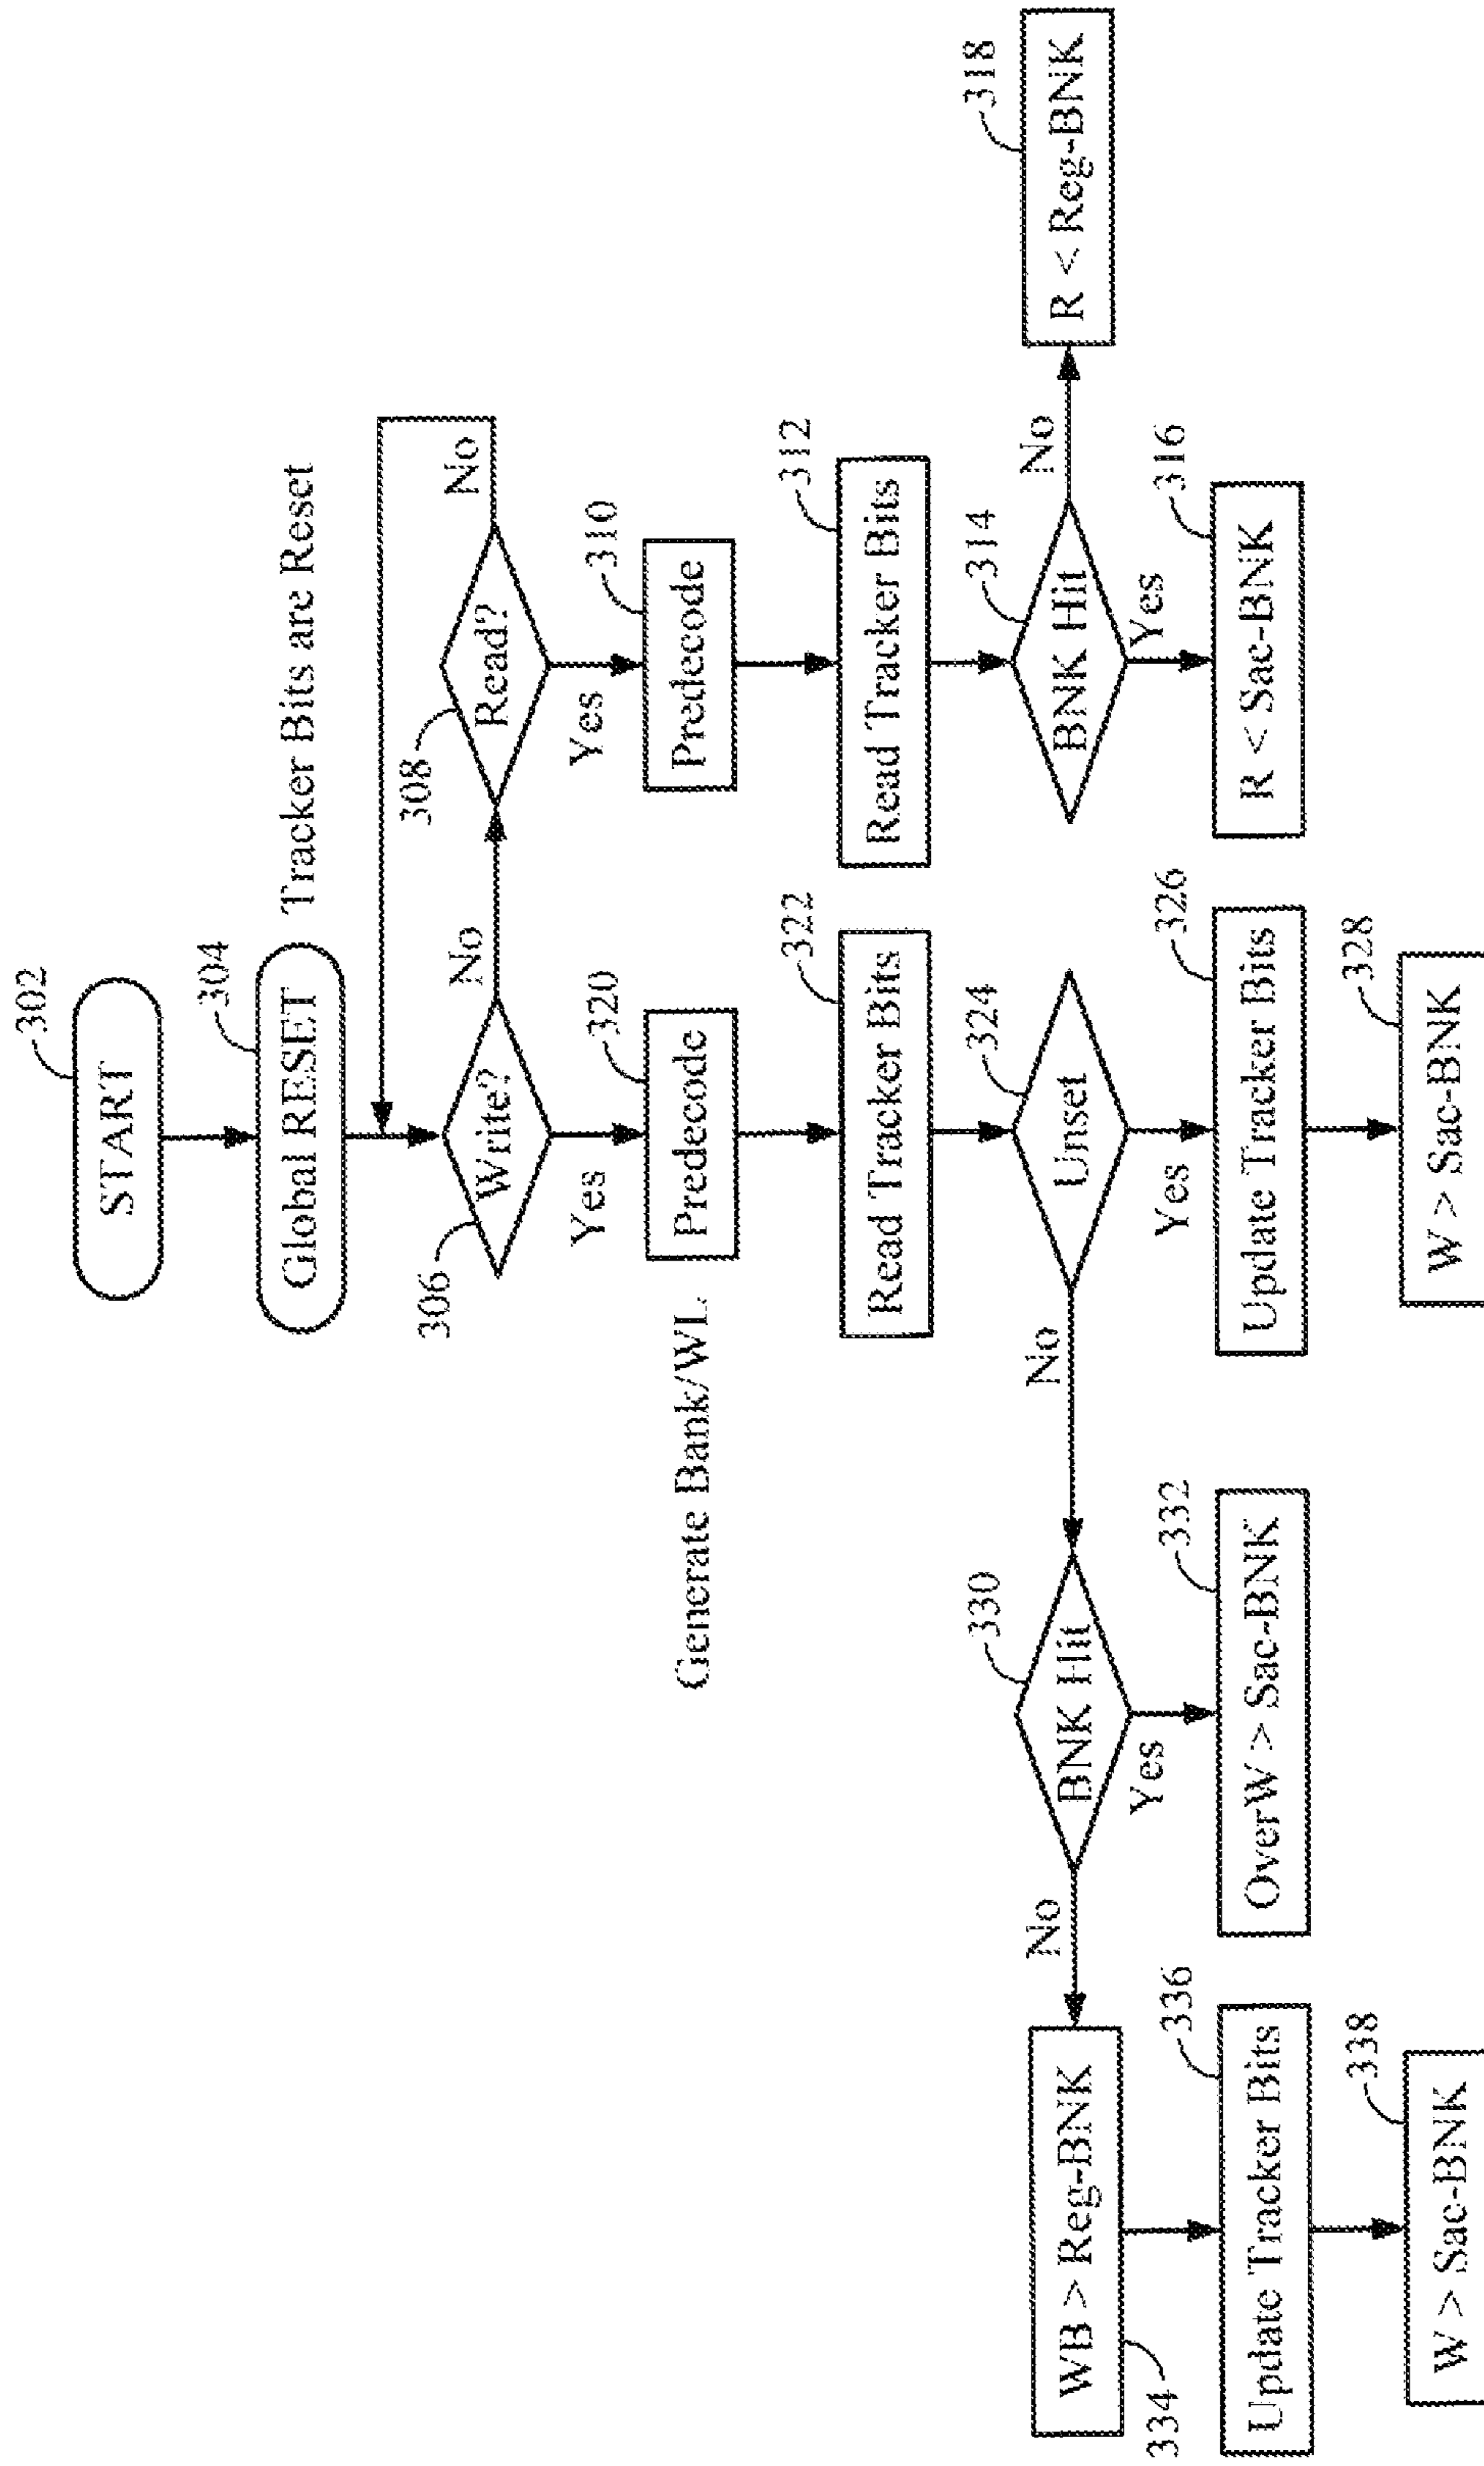 START
302
Global RESET
304
Tracker Bits are Reset
306
Write?
No
308
Read?
No
Yes
Yes
Generate Bank/WL
Predecode
320
Predecode
310
Read Tracker Bits
322
Read Tracker Bits
312
334
WB > Reg-BNK
No
BNK Hit
330
No
Unset
324
BNK Hit
314
No
R < Reg-BNK
318
Yes
Yes
Yes
Update Tracker Bits
336
OverW > Sac-BNK
332
Update Tracker Bits
326
R < Sac-BNK
316
W > Sac-BNK
338
W > Sac-BNK
328